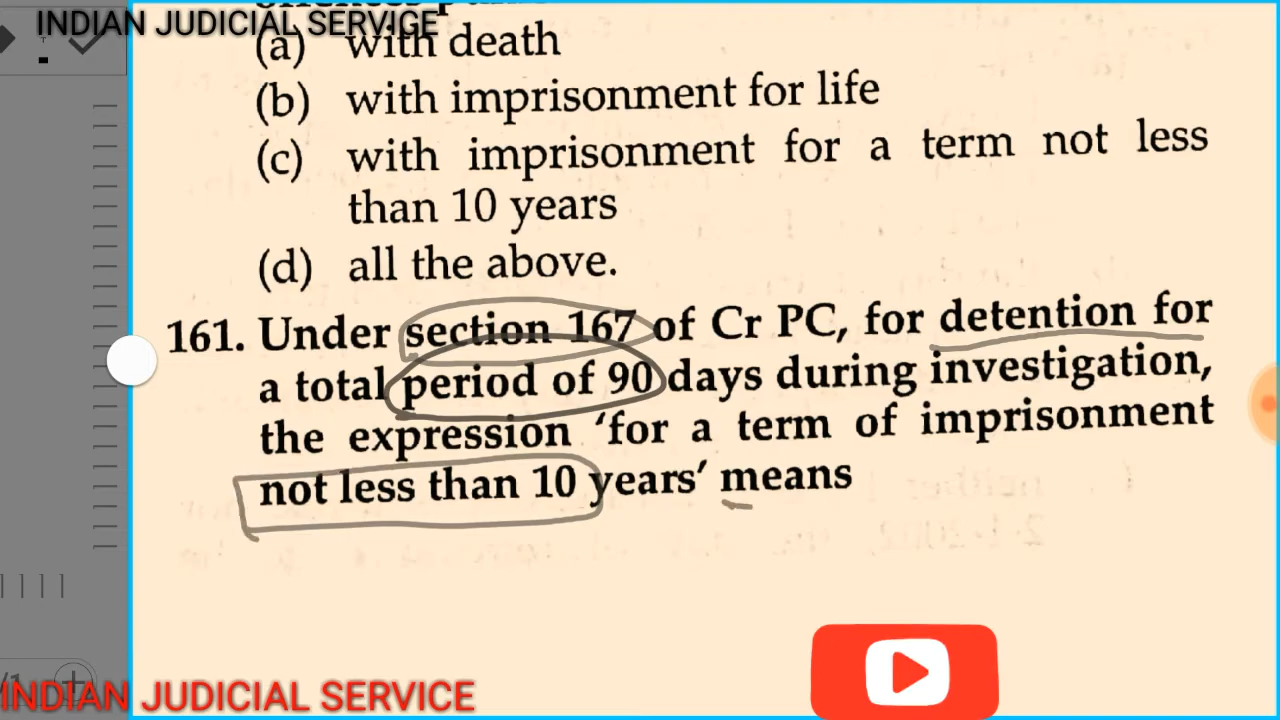 INDIAN JUDICIAL SERVICE
(a) with death
(b) with imprisonment for life
(c) with imprisonment for a term not less
than 10 years
(d) all the above.
161. Under section 167 of Cr PC, for detention for
a total period of 90 days during investigation,
the expression ‘for a term of imprisonment
not less than 10 years’ means
INDIAN JUDICIAL SERVICE